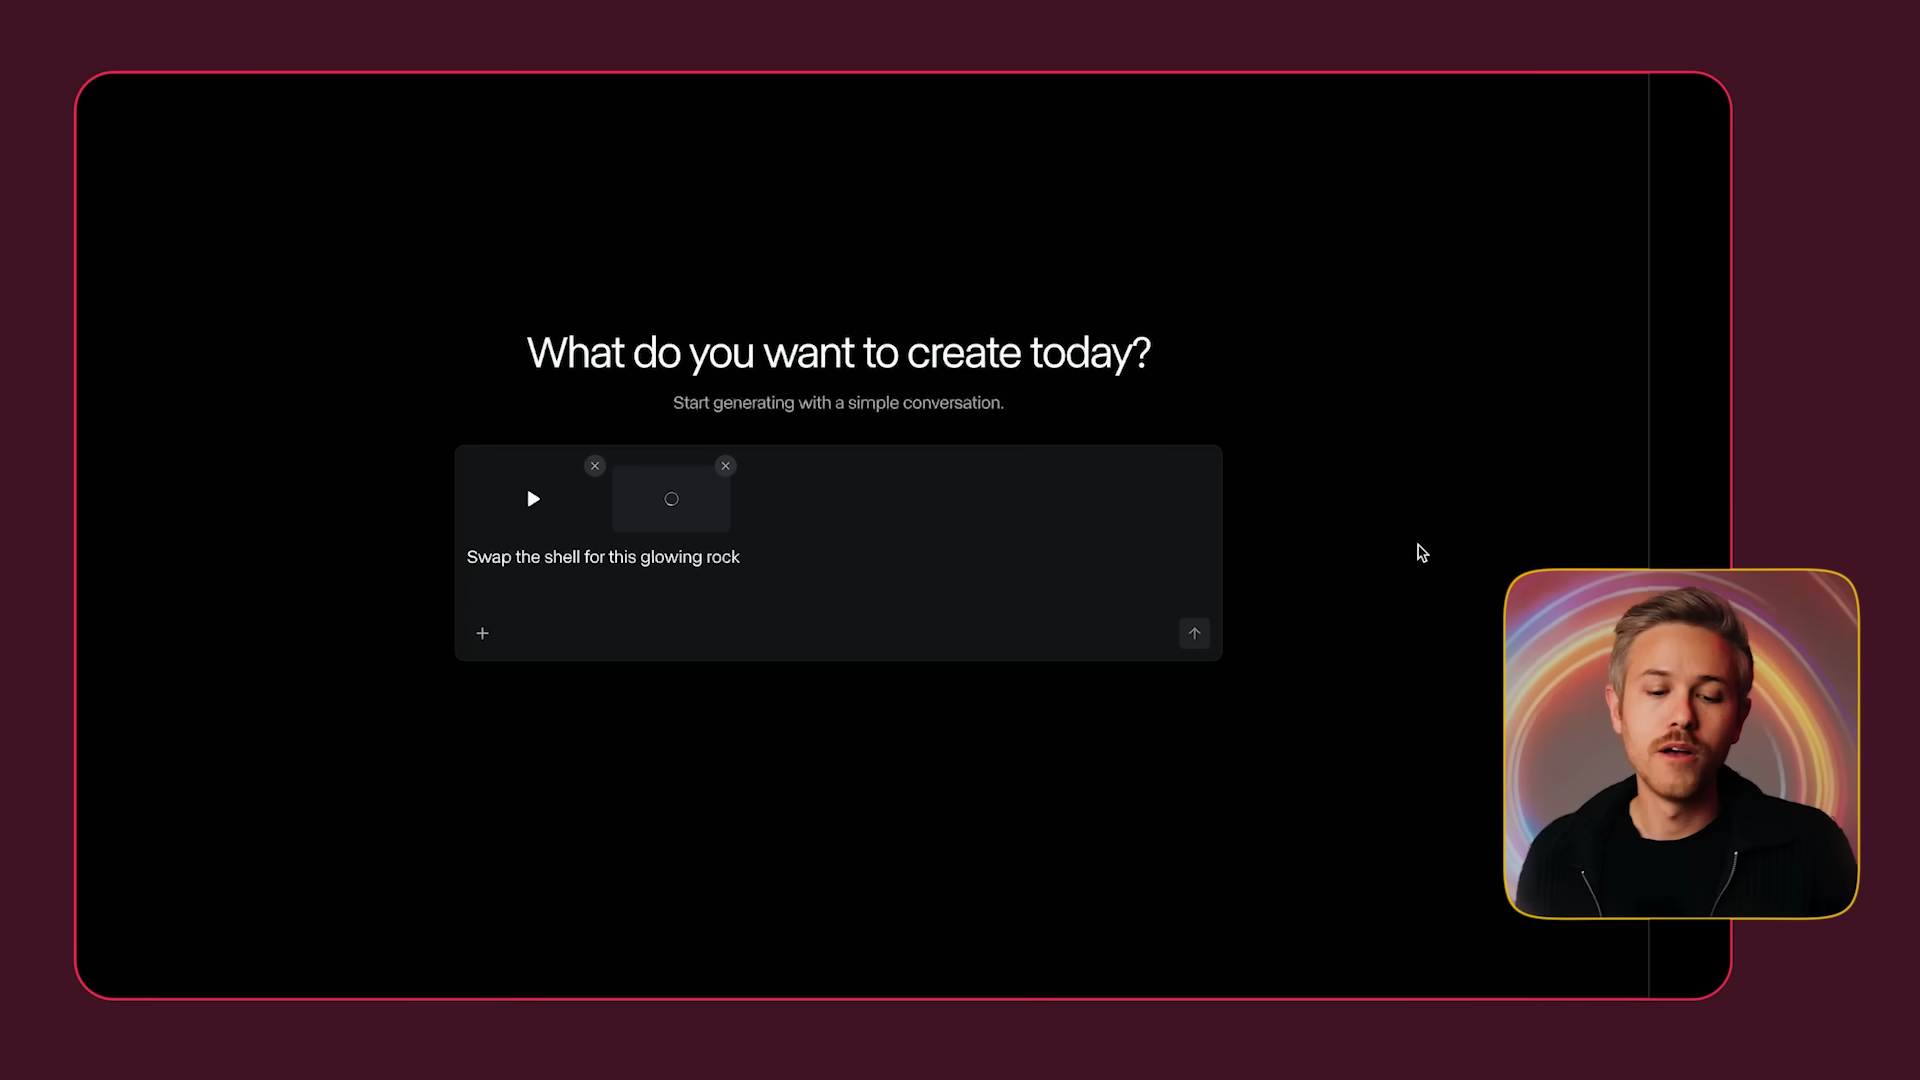 What do you want to create today?
Start generating with a simple conversation.
Swap the shell for this glowing rock